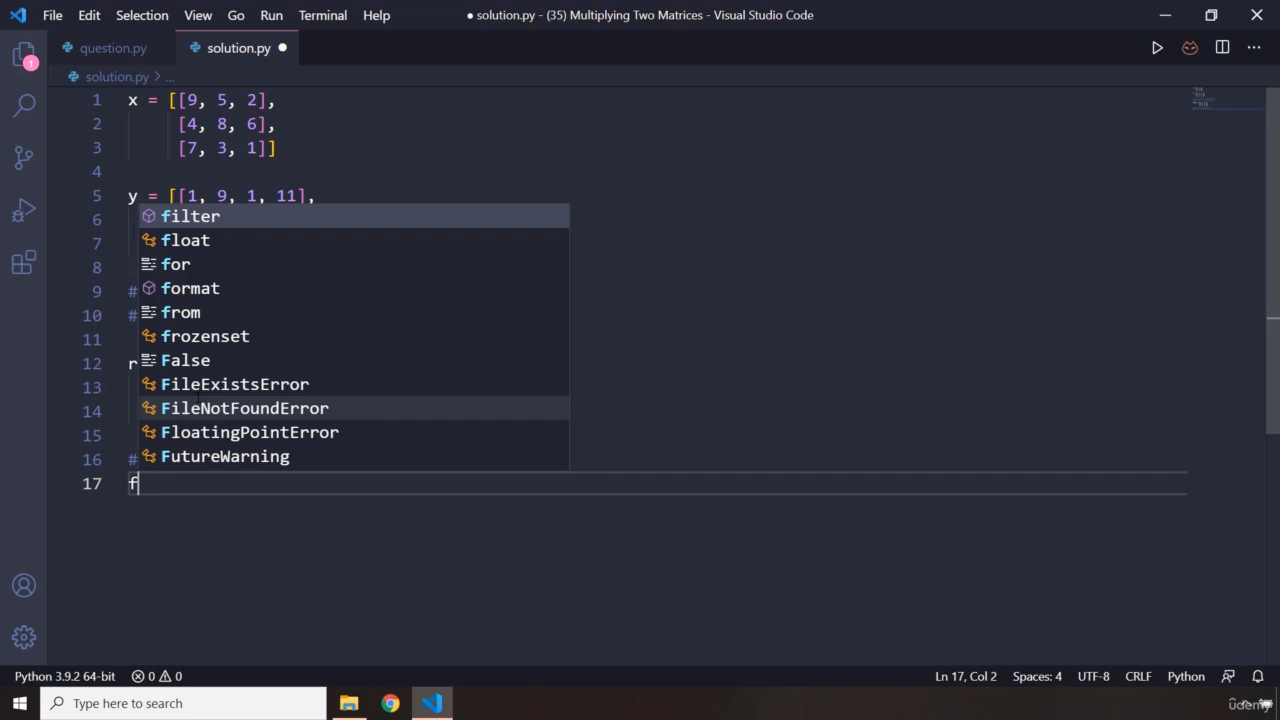 File Edit Selection View Go Run Terminal Help
● solution.py - (35) Multiplying Two Matrices - Visual Studio Code
question.py solution.py
solution.py > ...
1 x = [[9, 5, 2],
2 [4, 8, 6],
3 [7, 3, 1]]
4
5 y = [[1, 9, 1, 11],
6
7
8
9 #
10 #
11
12 r
13
14
15
16 #
17 f
filter
float
for
format
from
frozenset
False
FileExistsError
FileNotFoundError
FloatingPointError
FutureWarning
1
Python 3.9.2 64-bit 0 0 Ln 17, Col 2 Spaces: 4 UTF-8 CRLF Python
Type here to search
udemy